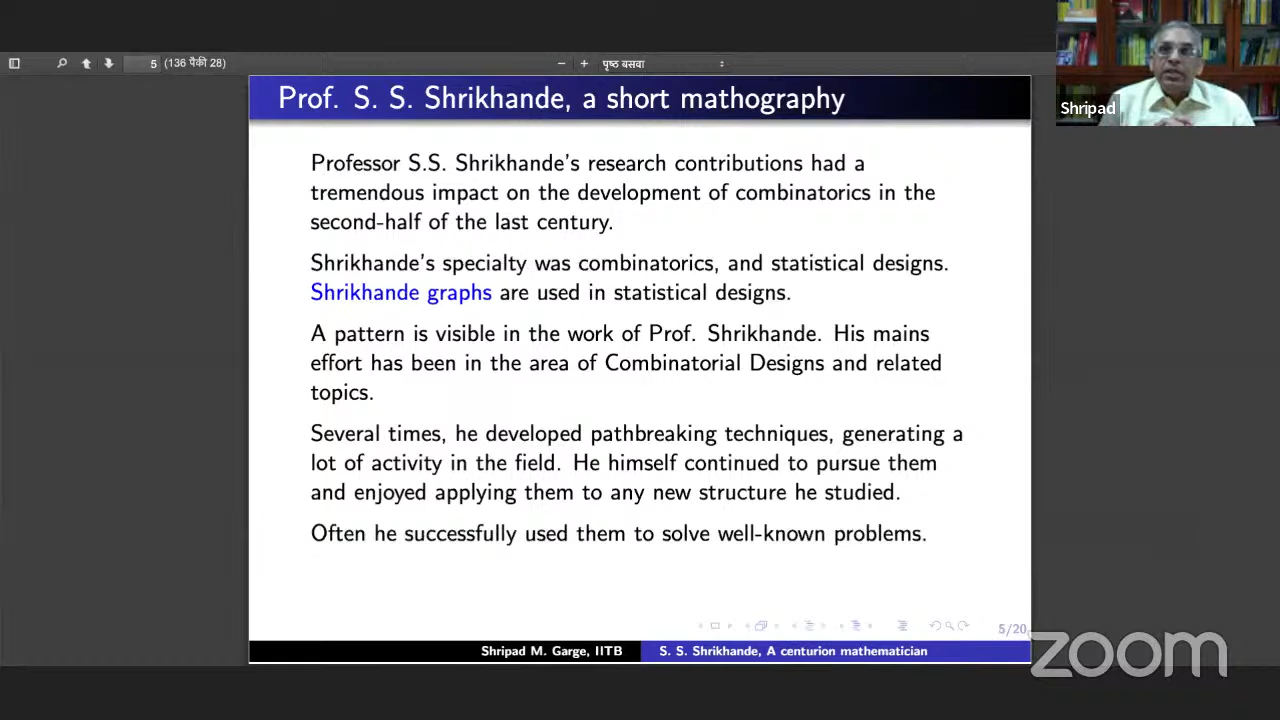 5 (136 पैकी 28)
− + पृष्ठ बसवा
Shripad
Prof. S. S. Shrikhande, a short mathography
Professor S.S. Shrikhande's research contributions had a
tremendous impact on the development of combinatorics in the
second-half of the last century.
Shrikhande's specialty was combinatorics, and statistical designs.
Shrikhande graphs are used in statistical designs.
A pattern is visible in the work of Prof. Shrikhande. His mains
effort has been in the area of Combinatorial Designs and related
topics.
Several times, he developed pathbreaking techniques, generating a
lot of activity in the field. He himself continued to pursue them
and enjoyed applying them to any new structure he studied.
Often he successfully used them to solve well-known problems.
5/20
Shripad M. Garge, IITB S. S. Shrikhande, A centurion mathematician
zoom